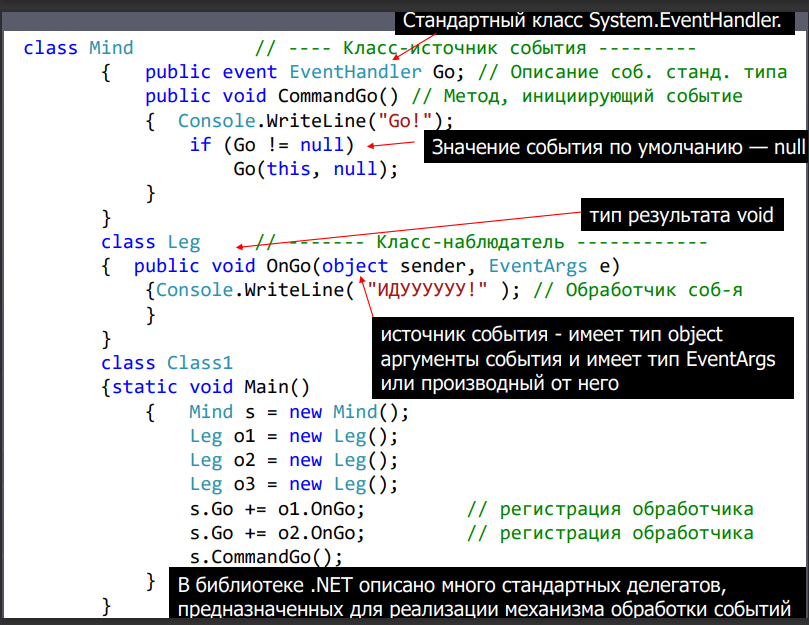 Стандартный класс System.EventHandler.
class Mind // ---- Класс-источник события ---------
{ public event EventHandler Go; // Описание соб. станд. типа
public void CommandGo() // Метод, инициирующий событие
{ Console.WriteLine("Go!");
if (Go != null)
Значение события по умолчанию — null
Go(this, null);
}
}
тип результата void
class Leg // ------- Класс-наблюдатель ------------
{ public void OnGo(object sender, EventArgs e)
{Console.WriteLine( "ИДУУУУУУ!" ); // Обработчик соб-я
}
}
источник события - имеет тип object
аргументы события и имеет тип EventArgs
или производный от него
class Class1
{static void Main()
{ Mind s = new Mind();
Leg o1 = new Leg();
Leg o2 = new Leg();
Leg o3 = new Leg();
s.Go += o1.OnGo; // регистрация обработчика
s.Go += o2.OnGo; // регистрация обработчика
s.CommandGo();
}
}
В библиотеке .NET описано много стандартных делегатов,
предназначенных для реализации механизма обработки событий